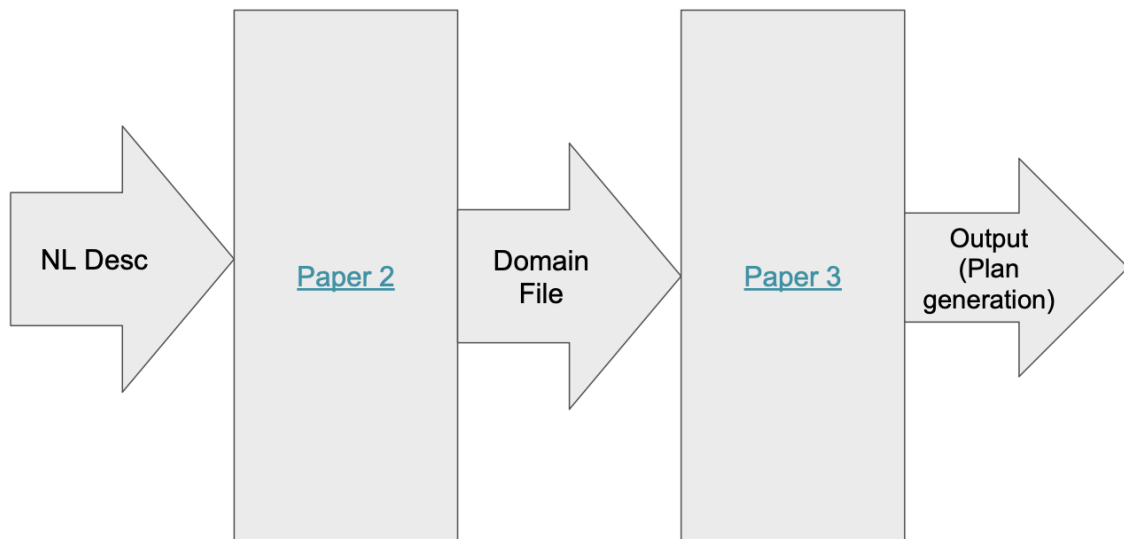 NL Desc
Paper 2
Domain
File
Paper 3
Output
(Plan
generation)